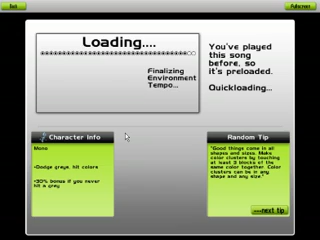 Exit
Fullscreen
Loading....
Finalizing
Environment
Tempo...
You've played
this song
before, so
it's preloaded.
Quickloading...
Character Info
Mono
•Dodge greys, hit colors
•+30% bonus if you never
hit a grey
Random Tip
"Good things come in all
shapes and sizes. Make
color clusters by touching
at least 3 blocks of the
same color together. Color
clusters can be in any
shape and any size."
>>>next tip